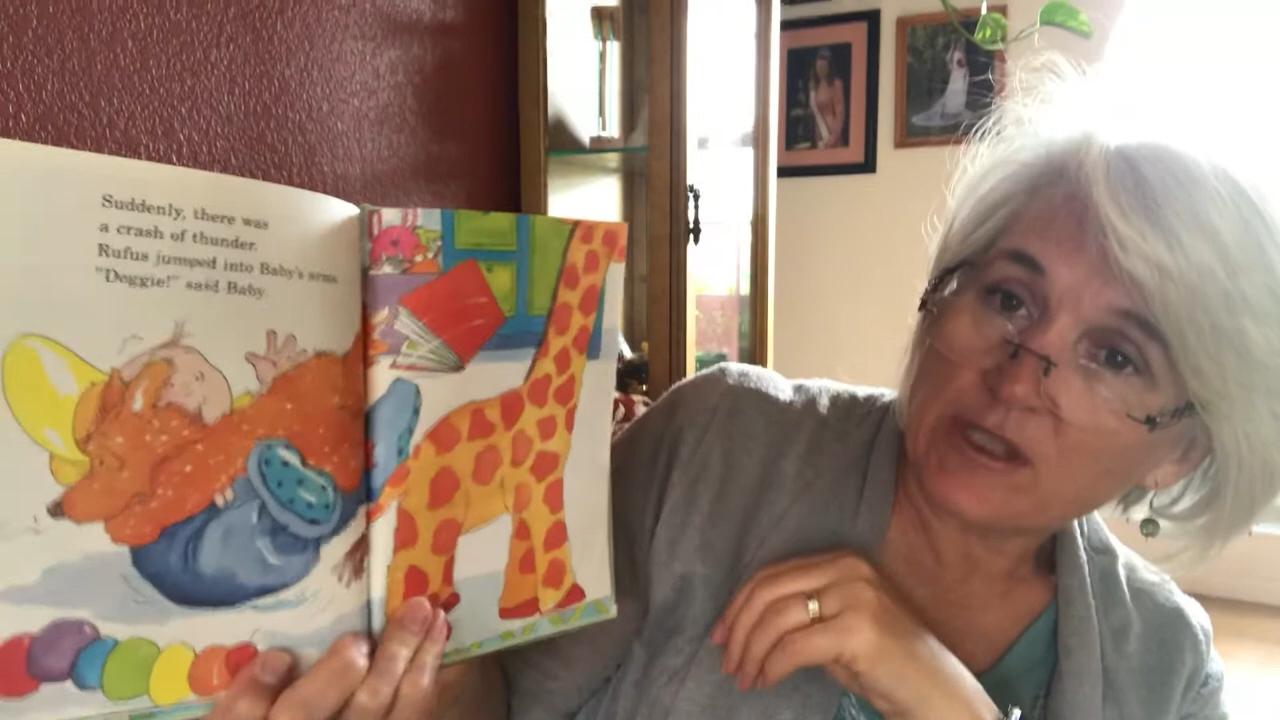 Suddenly, there was
a crash of thunder.
Rufus jumped into Baby's arms.
"Doggie!" said Baby.